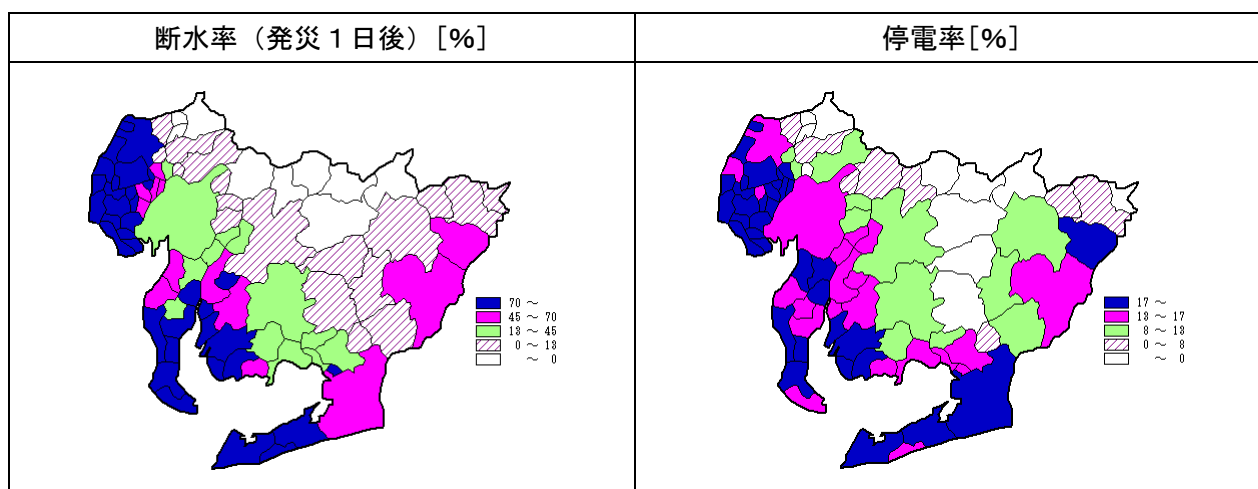 断水率（発災１日後）[%]
停電率[%]
70 ～
45 ～ 70
13 ～ 45
0 ～ 13
～ 0
17 ～
13 ～ 17
8 ～ 13
0 ～ 8
～ 0